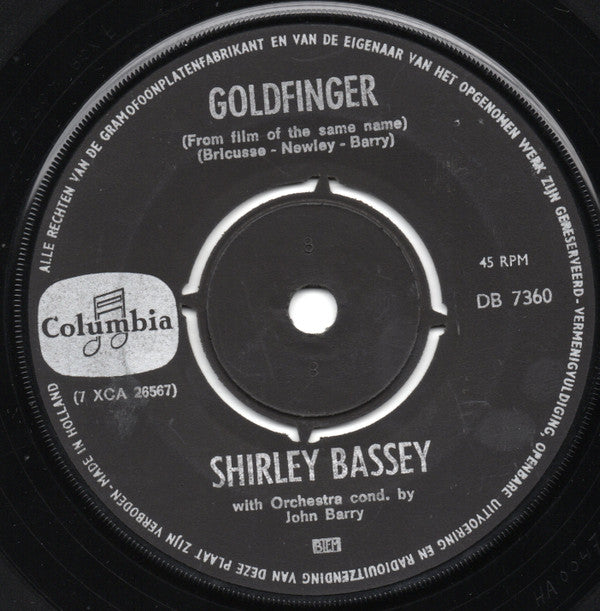 ALLE RECHTEN VAN DE GRAMOFOONPLATENFABRIKANT EN VAN DE EIGENAAR VAN HET OPGENOMEN WERK ZIJN GERESERVEERD- VERMENIGVULDIGING, OPENBARE UITVOERING EN RADIOUITZENDING VAN DEZE PLAAT ZIJN VERBODEN- MADE IN HOLLAND
GOLDFINGER
(From film of the same name)
(Bricusse - Newley - Barry)
45 RPM
DB 7360
Columbia
(7 XCA 26567)
SHIRLEY BASSEY
with Orchestra cond. by
John Barry
BIEM